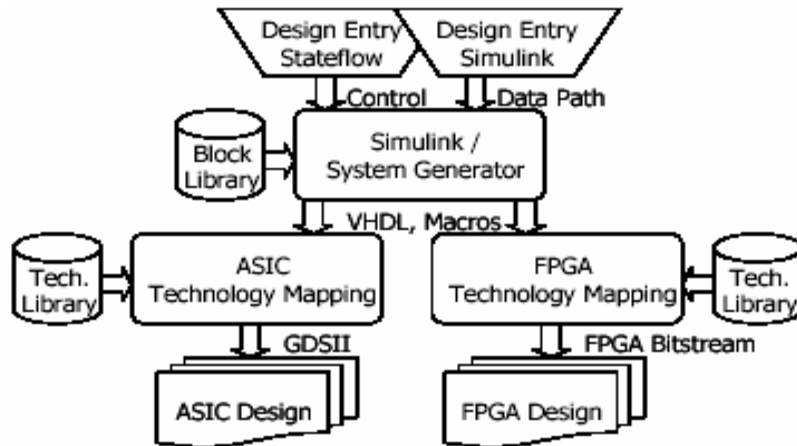 Design Entry
Stateflow
Design Entry
Simulink
Control
Data Path
Block
Library
Simulink /
System Generator
VHDL, Macros
Tech.
Library
ASIC
Technology Mapping
FPGA
Technology Mapping
Tech.
Library
GDSII
FPGA Bitstream
ASIC Design
FPGA Design